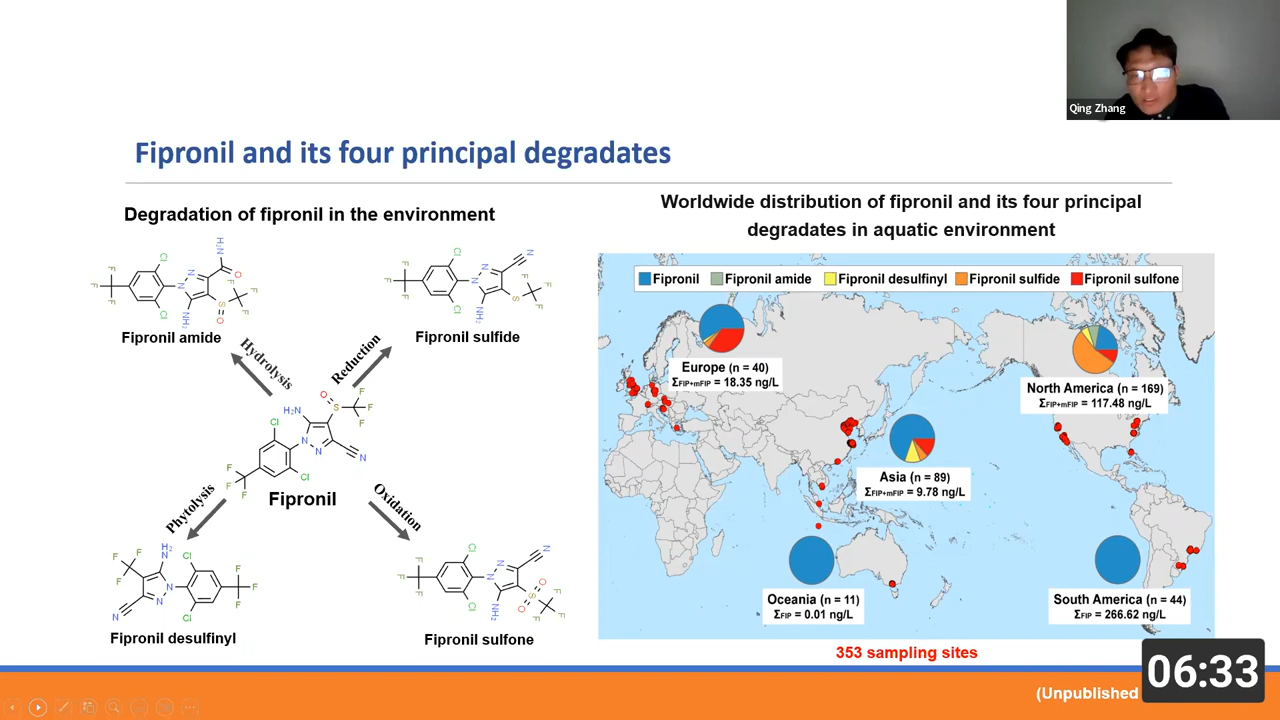 Qing Zhang
Fipronil and its four principal degradates
Degradation of fipronil in the environment
Fipronil amide
Fipronil sulfide
Hydrolysis
Reduction
Fipronil
Phytolysis
Oxidation
Fipronil desulfinyl
Fipronil sulfone
Worldwide distribution of fipronil and its four principal
degradates in aquatic environment
Fipronil Fipronil amide Fipronil desulfinyl Fipronil sulfide Fipronil sulfone
Europe (n = 40)
ΣFIP+mFIP = 18.35 ng/L
North America (n = 169)
ΣFIP+mFIP = 117.48 ng/L
Asia (n = 89)
ΣFIP+mFIP = 9.78 ng/L
Oceania (n = 11)
ΣFIP = 0.01 ng/L
South America (n = 44)
ΣFIP = 266.62 ng/L
353 sampling sites
(Unpublished
06:33